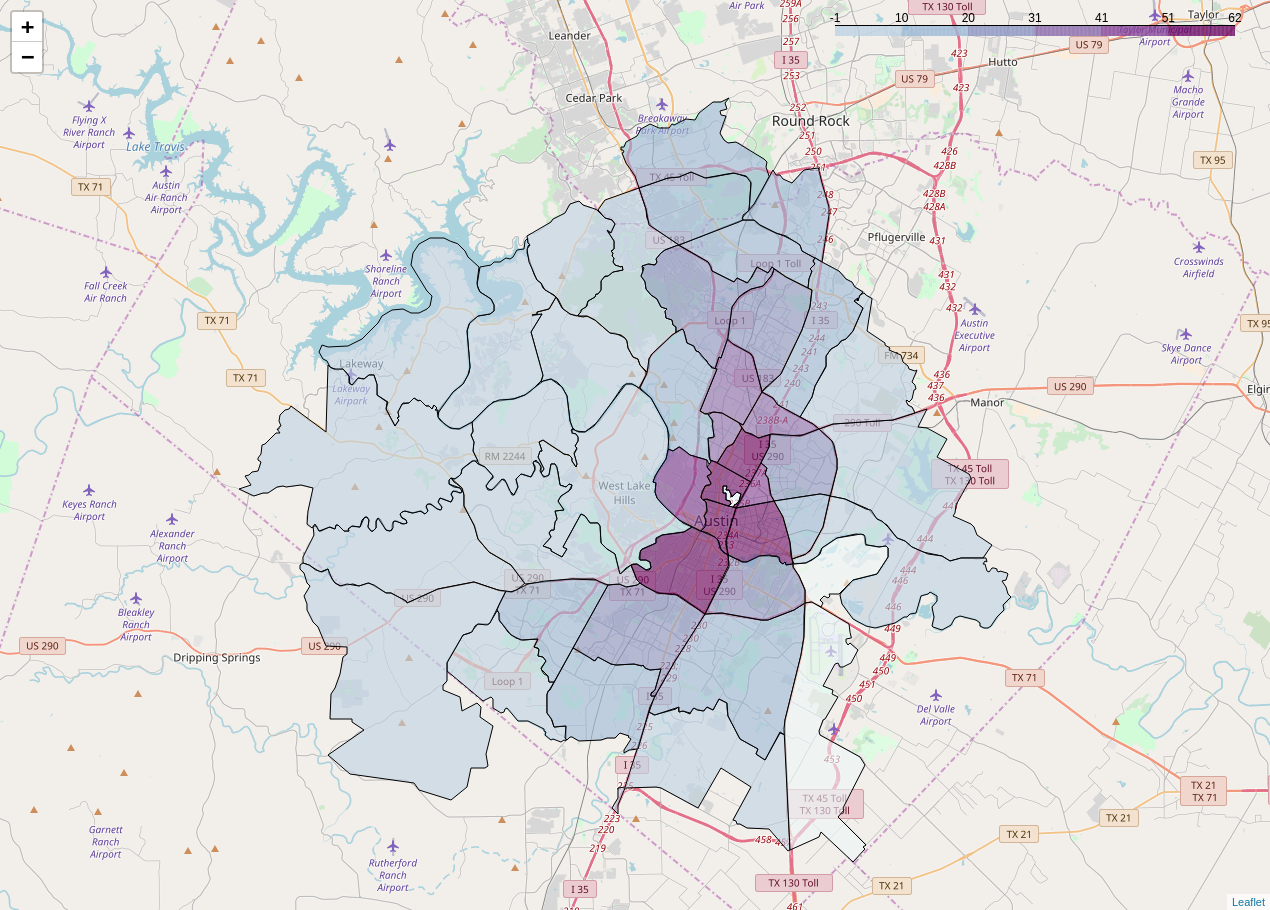 +
−
-1 10 20 31 41 51 62
259A
Air Park
TX 130 Toll
Taylor
256
Leander
257
I 35
US 79
Airport
423
Hutto
253
US 79
Macho
Grande
Airport
423
Cedar Park
252
Flying X
River Ranch
Airport
Breakaway
Park Airport
Round Rock
251
250
Lake Travis
426
428B
TX 95
251
TX 45 Toll
TX 71
Austin
Air Ranch
Airport
248
428B
428A
247
US 183
246
Pflugerville
431
Crosswinds
Airfield
Shoreline
Ranch
Airport
Loop 1 Toll
Fall Creek
Air Ranch
431
432
243
432
Austin
Executive
Airport
TX 71
Loop 1
I 35
TX 95
244
Skye Dance
Airport
241
FM 734
Lakeway
243
TX 71
US 183
240
436
437
436
US 290
Elgin
Lakeway
Airpark
241
Manor
238B-A
290 Toll
I 35
US 290
RM 2244
TX 45 Toll
TX 130 Toll
236A
West Lake
Hills
Keyes Ranch
Airport
Austin
Alexander
Ranch
Airport
234A
444
444
446
US 290
TX 71
US 290
TX 71
I 35
US 290
US 290
Bleakley
Ranch
Airport
446
449
230
230
228
US 290
US 290
Dripping Springs
449
450
TX 71
229
Loop 1
451
450
I 35
Del Valle
Airport
225
226
453
I 35
TX 21
TX 71
TX 45 Toll
TX 130 Toll
223
220
TX 21
Garnett
Ranch
Airport
TX 21
219
458
Rutherford
Ranch
Airport
I 35
TX 130 Toll
TX 21
461
Leaflet